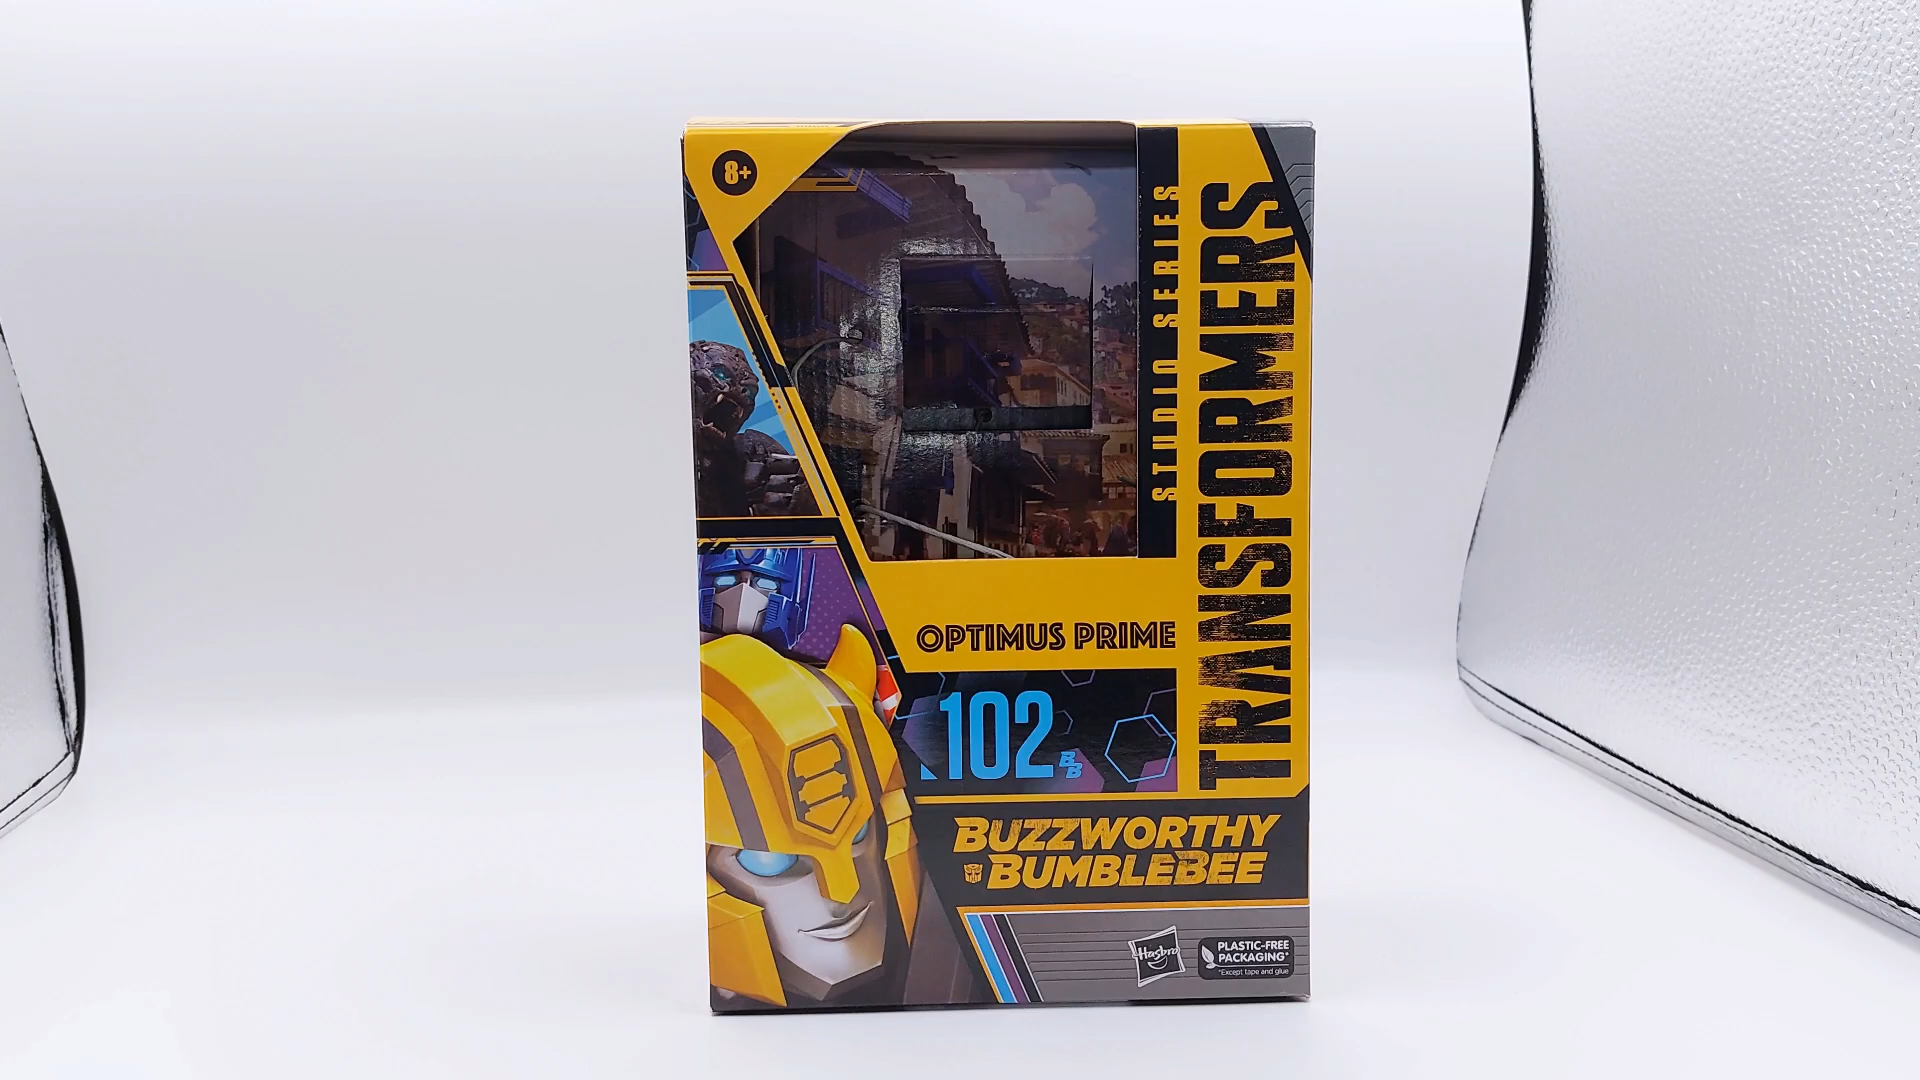 8+
STUDIO SERIES
TRANSFORMERS
OPTIMUS PRIME
102
BB
BUZZWORTHY
BUMBLEBEE
Hasbro
PLASTIC-FREE
PACKAGING*
*Except tape and glue